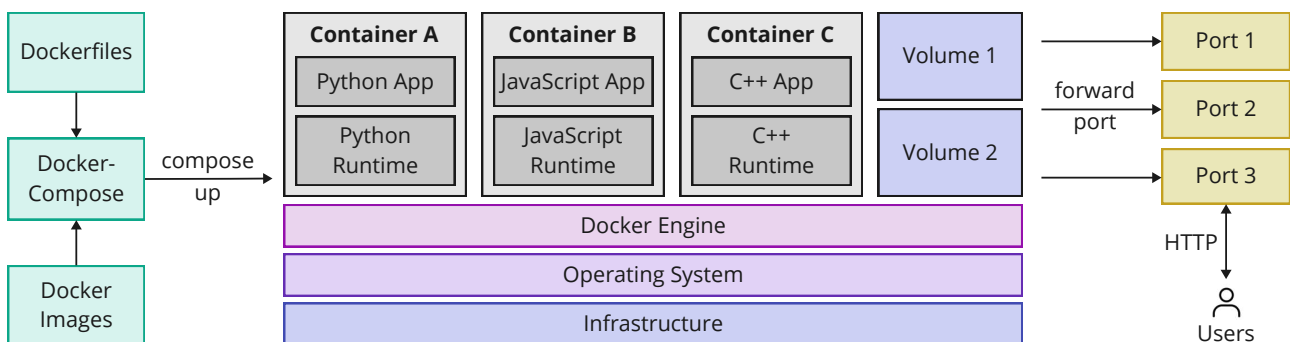 Dockerfiles
Docker-
Compose
Docker
Images
compose
up
Container A
Python App
Python
Runtime
Container B
JavaScript App
JavaScript
Runtime
Container C
C++ App
C++
Runtime
Volume 1
Volume 2
Docker Engine
Operating System
Infrastructure
forward
port
Port 1
Port 2
Port 3
HTTP
Users